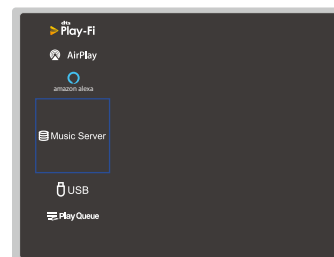 dts
Play-Fi
AirPlay
amazon alexa
Music Server
USB
Play Queue